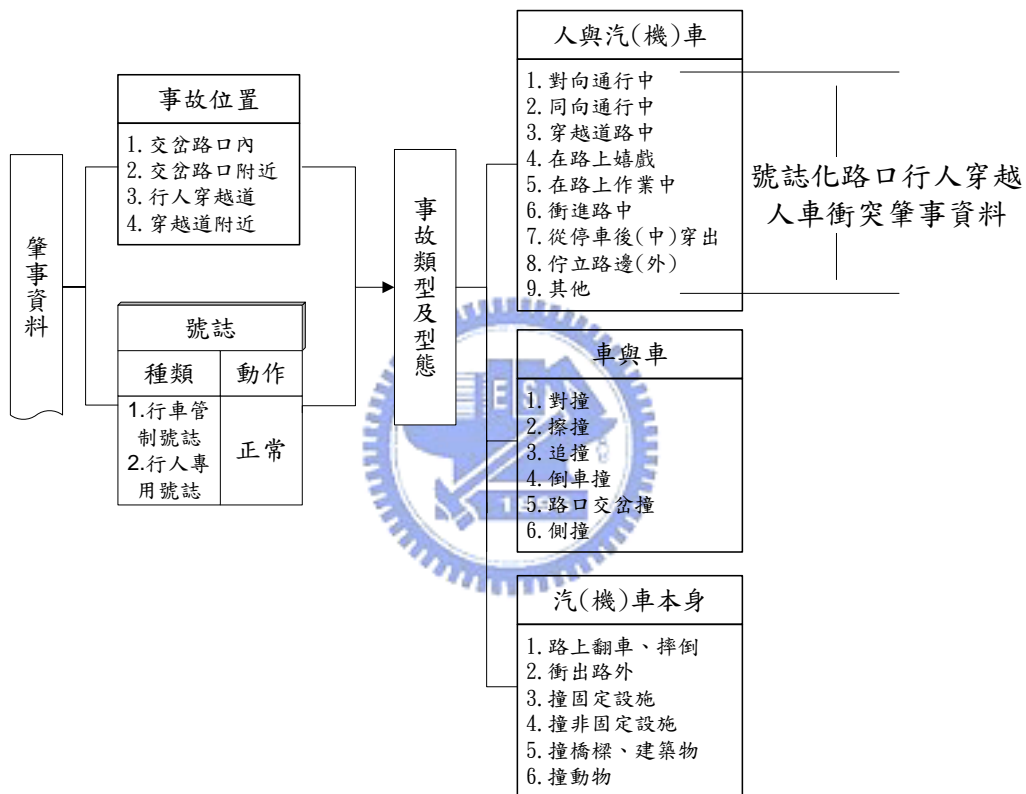 肇事資料
事故位置
1.交岔路口內
2.交岔路口附近
3.行人穿越道
4.穿越道附近
號誌
種類 動作
1.行車管
制號誌
2.行人專
用號誌
正常
事故類型及型態
人與汽(機)車
1.對向通行中
2.同向通行中
3.穿越道路中
4.在路上嬉戲
5.在路上作業中
6.衝進路中
7.從停車後(中)穿出
8.佇立路邊(外)
9.其他
號誌化路口行人穿越
人車衝突肇事資料
車與車
1.對撞
2.擦撞
3.追撞
4.倒車撞
5.路口交岔撞
6.側撞
汽(機)車本身
1.路上翻車、摔倒
2.衝出路外
3.撞固定設施
4.撞非固定設施
5.撞橋樑、建築物
6.撞動物